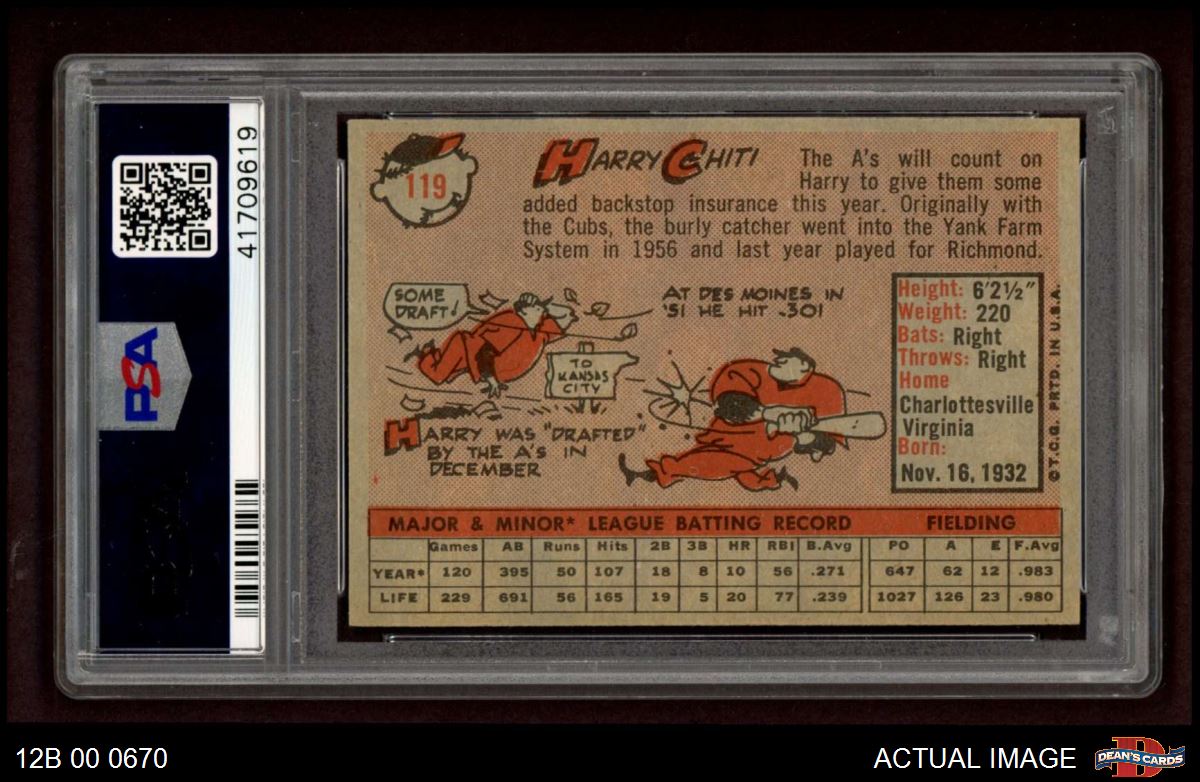 41709619
PSA
119
HARRY CHITI
The A's will count on
Harry to give them some
added backstop insurance this year. Originally with
the Cubs, the burly catcher went into the Yank Farm
System in 1956 and last year played for Richmond.
SOME
DRAFT!
TO
KANSAS
CITY
HARRY WAS "DRAFTED"
BY THE A'S IN
DECEMBER
AT DES MOINES IN
'51 HE HIT .301
Height: 6'2½"
Weight: 220
Bats: Right
Throws: Right
Home
Charlottesville
Virginia
Born:
Nov. 16, 1932
©T.C.G. PRTD. IN U.S.A.
MAJOR & MINOR* LEAGUE BATTING RECORD FIELDING
Games AB Runs Hits 2B 3B HR RBI B.Avg PO A E F.Avg
YEAR* 120 395 50 107 18 8 10 56 .271 647 62 12 .983
LIFE 229 691 56 165 19 5 20 77 .239 1027 126 23 .980
12B 00 0670
ACTUAL IMAGE
DEAN'S CARDS